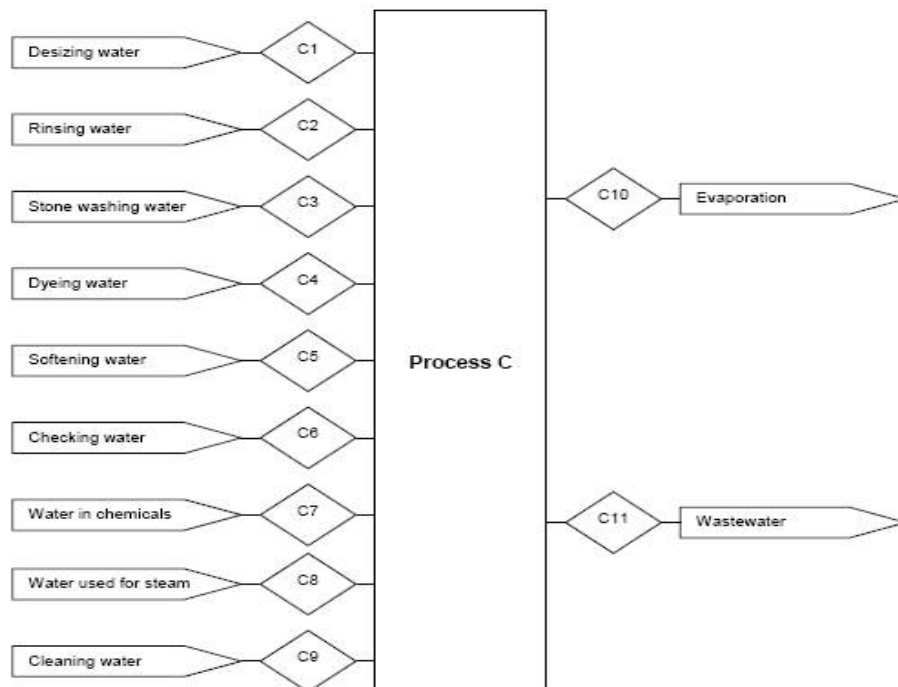 Desizing water
C1
Rinsing water
C2
Stone washing water
C3
C10
Evaporation
Dyeing water
C4
Softening water
C5
Process C
Checking water
C6
Water in chemicals
C7
C11
Wastewater
Water used for steam
C8
Cleaning water
C9